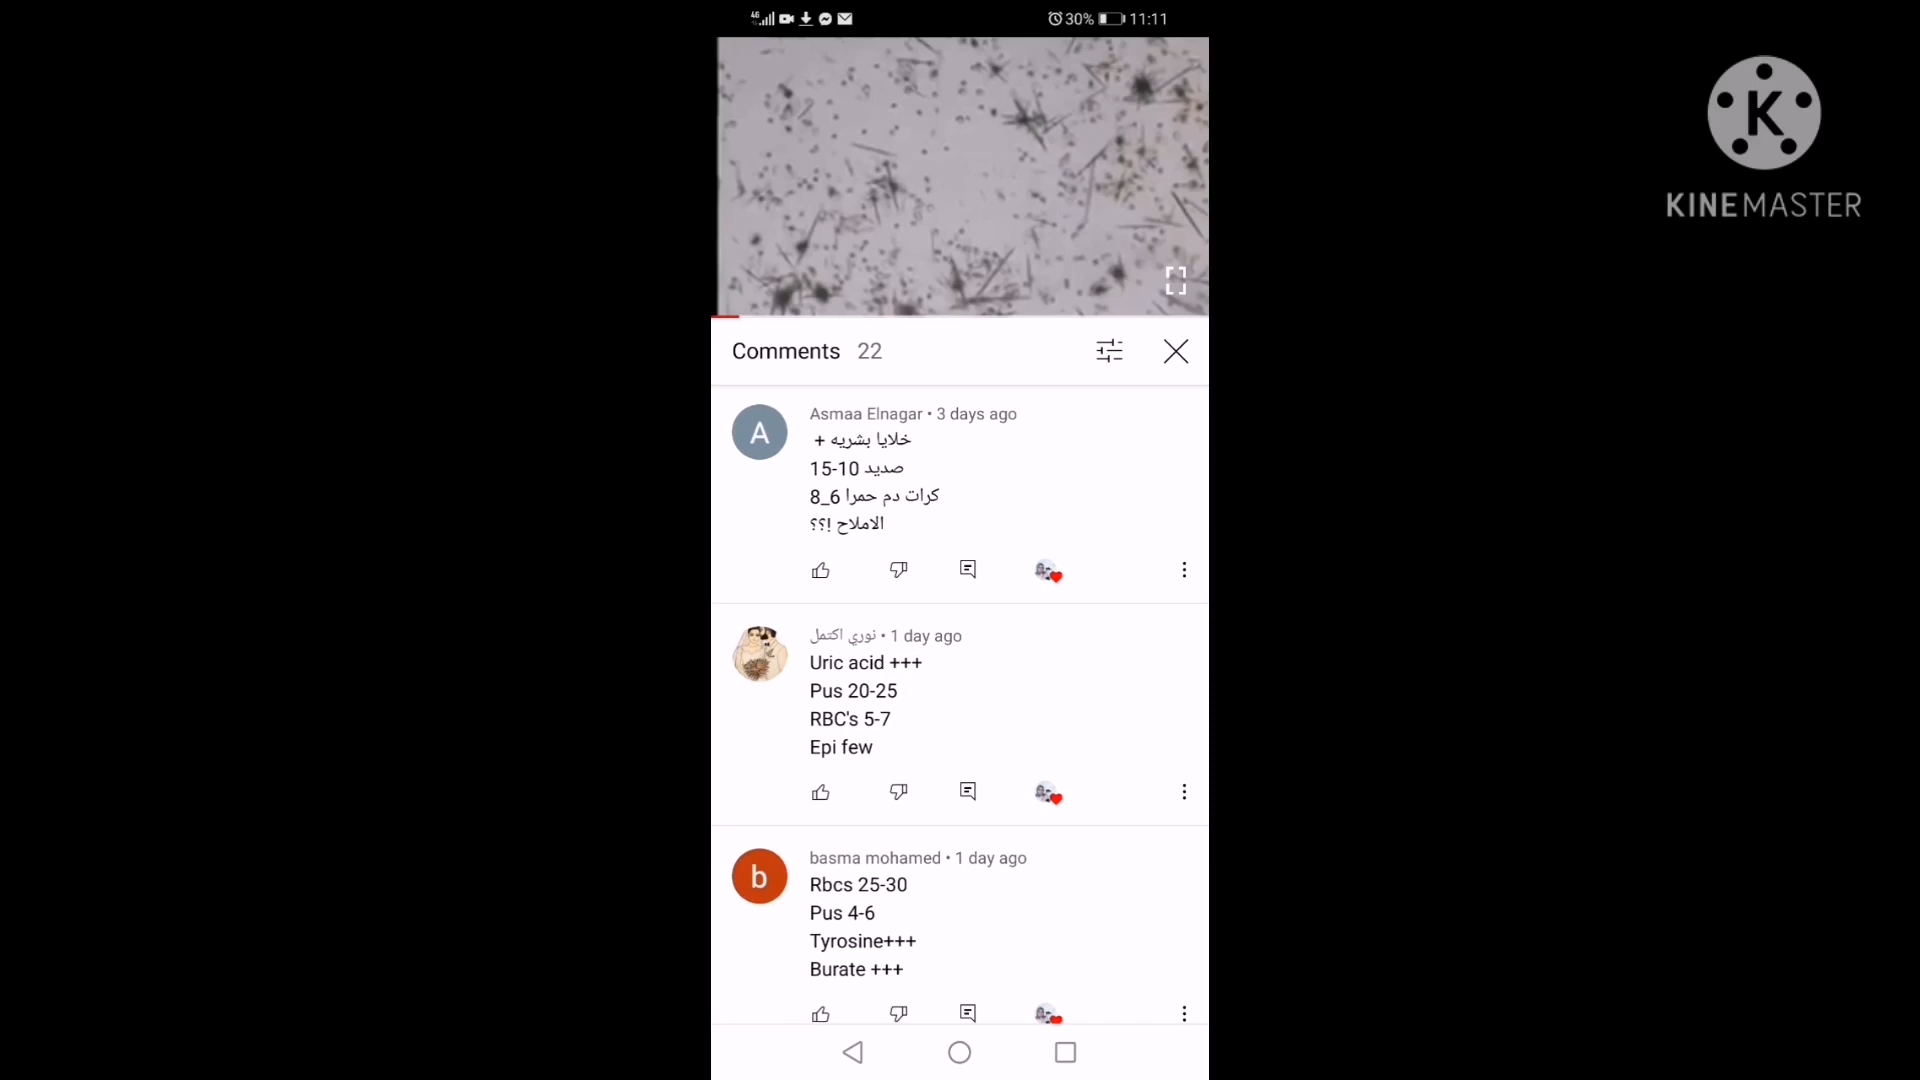 4G 30% 11:11
K
KINEMASTER
Comments 22
A
Asmaa Elnagar • 3 days ago
خلايا بشريه +
صديد 10-15
كرات دم حمرا 6_8
الاملاح !؟؟
نوري اكتمل • 1 day ago
Uric acid +++
Pus 20-25
RBC's 5-7
Epi few
b
basma mohamed • 1 day ago
Rbcs 25-30
Pus 4-6
Tyrosine+++
Burate +++